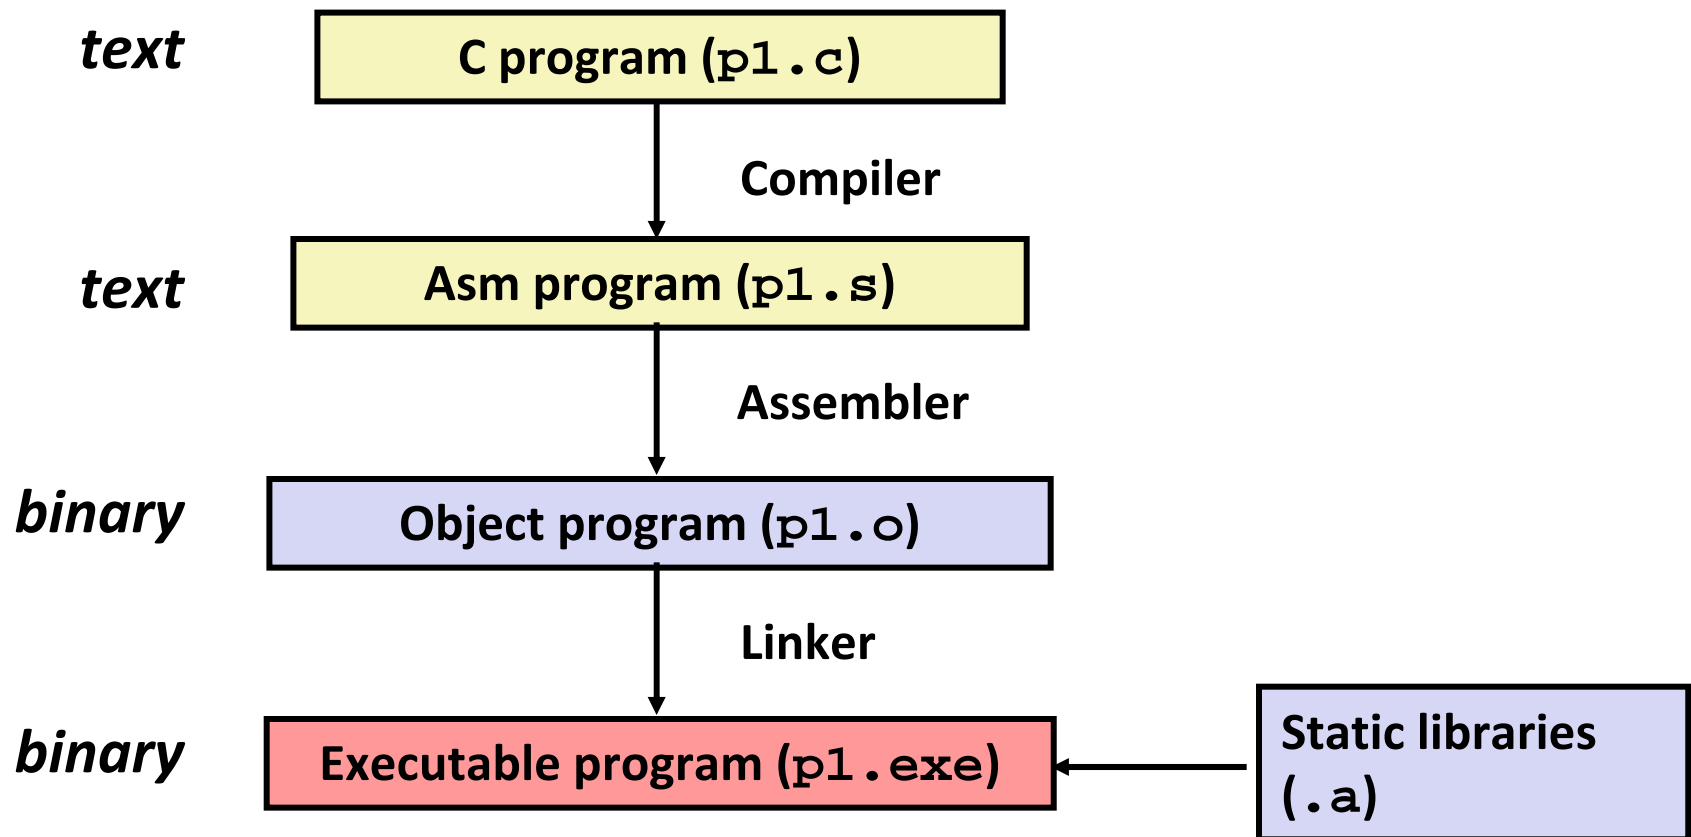 text
C program (p1.c)
Compiler
text
Asm program (p1.s)
Assembler
binary
Object program (p1.o)
Linker
binary
Executable program (p1.exe)
Static libraries
(.a)